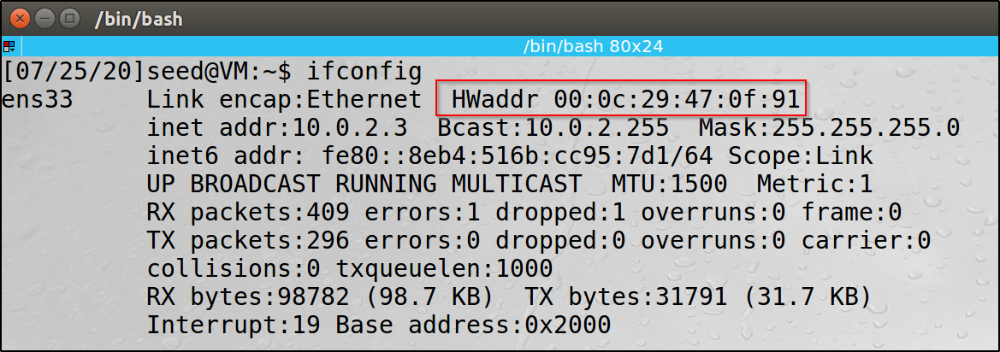 /bin/bash
/bin/bash 80x24
[07/25/20]seed@VM:~$ ifconfig
ens33     Link encap:Ethernet  HWaddr 00:0c:29:47:0f:91
          inet addr:10.0.2.3  Bcast:10.0.2.255  Mask:255.255.255.0
          inet6 addr: fe80::8eb4:516b:cc95:7d1/64 Scope:Link
          UP BROADCAST RUNNING MULTICAST  MTU:1500  Metric:1
          RX packets:409 errors:1 dropped:1 overruns:0 frame:0
          TX packets:296 errors:0 dropped:0 overruns:0 carrier:0
          collisions:0 txqueuelen:1000
          RX bytes:98782 (98.7 KB)  TX bytes:31791 (31.7 KB)
          Interrupt:19 Base address:0x2000